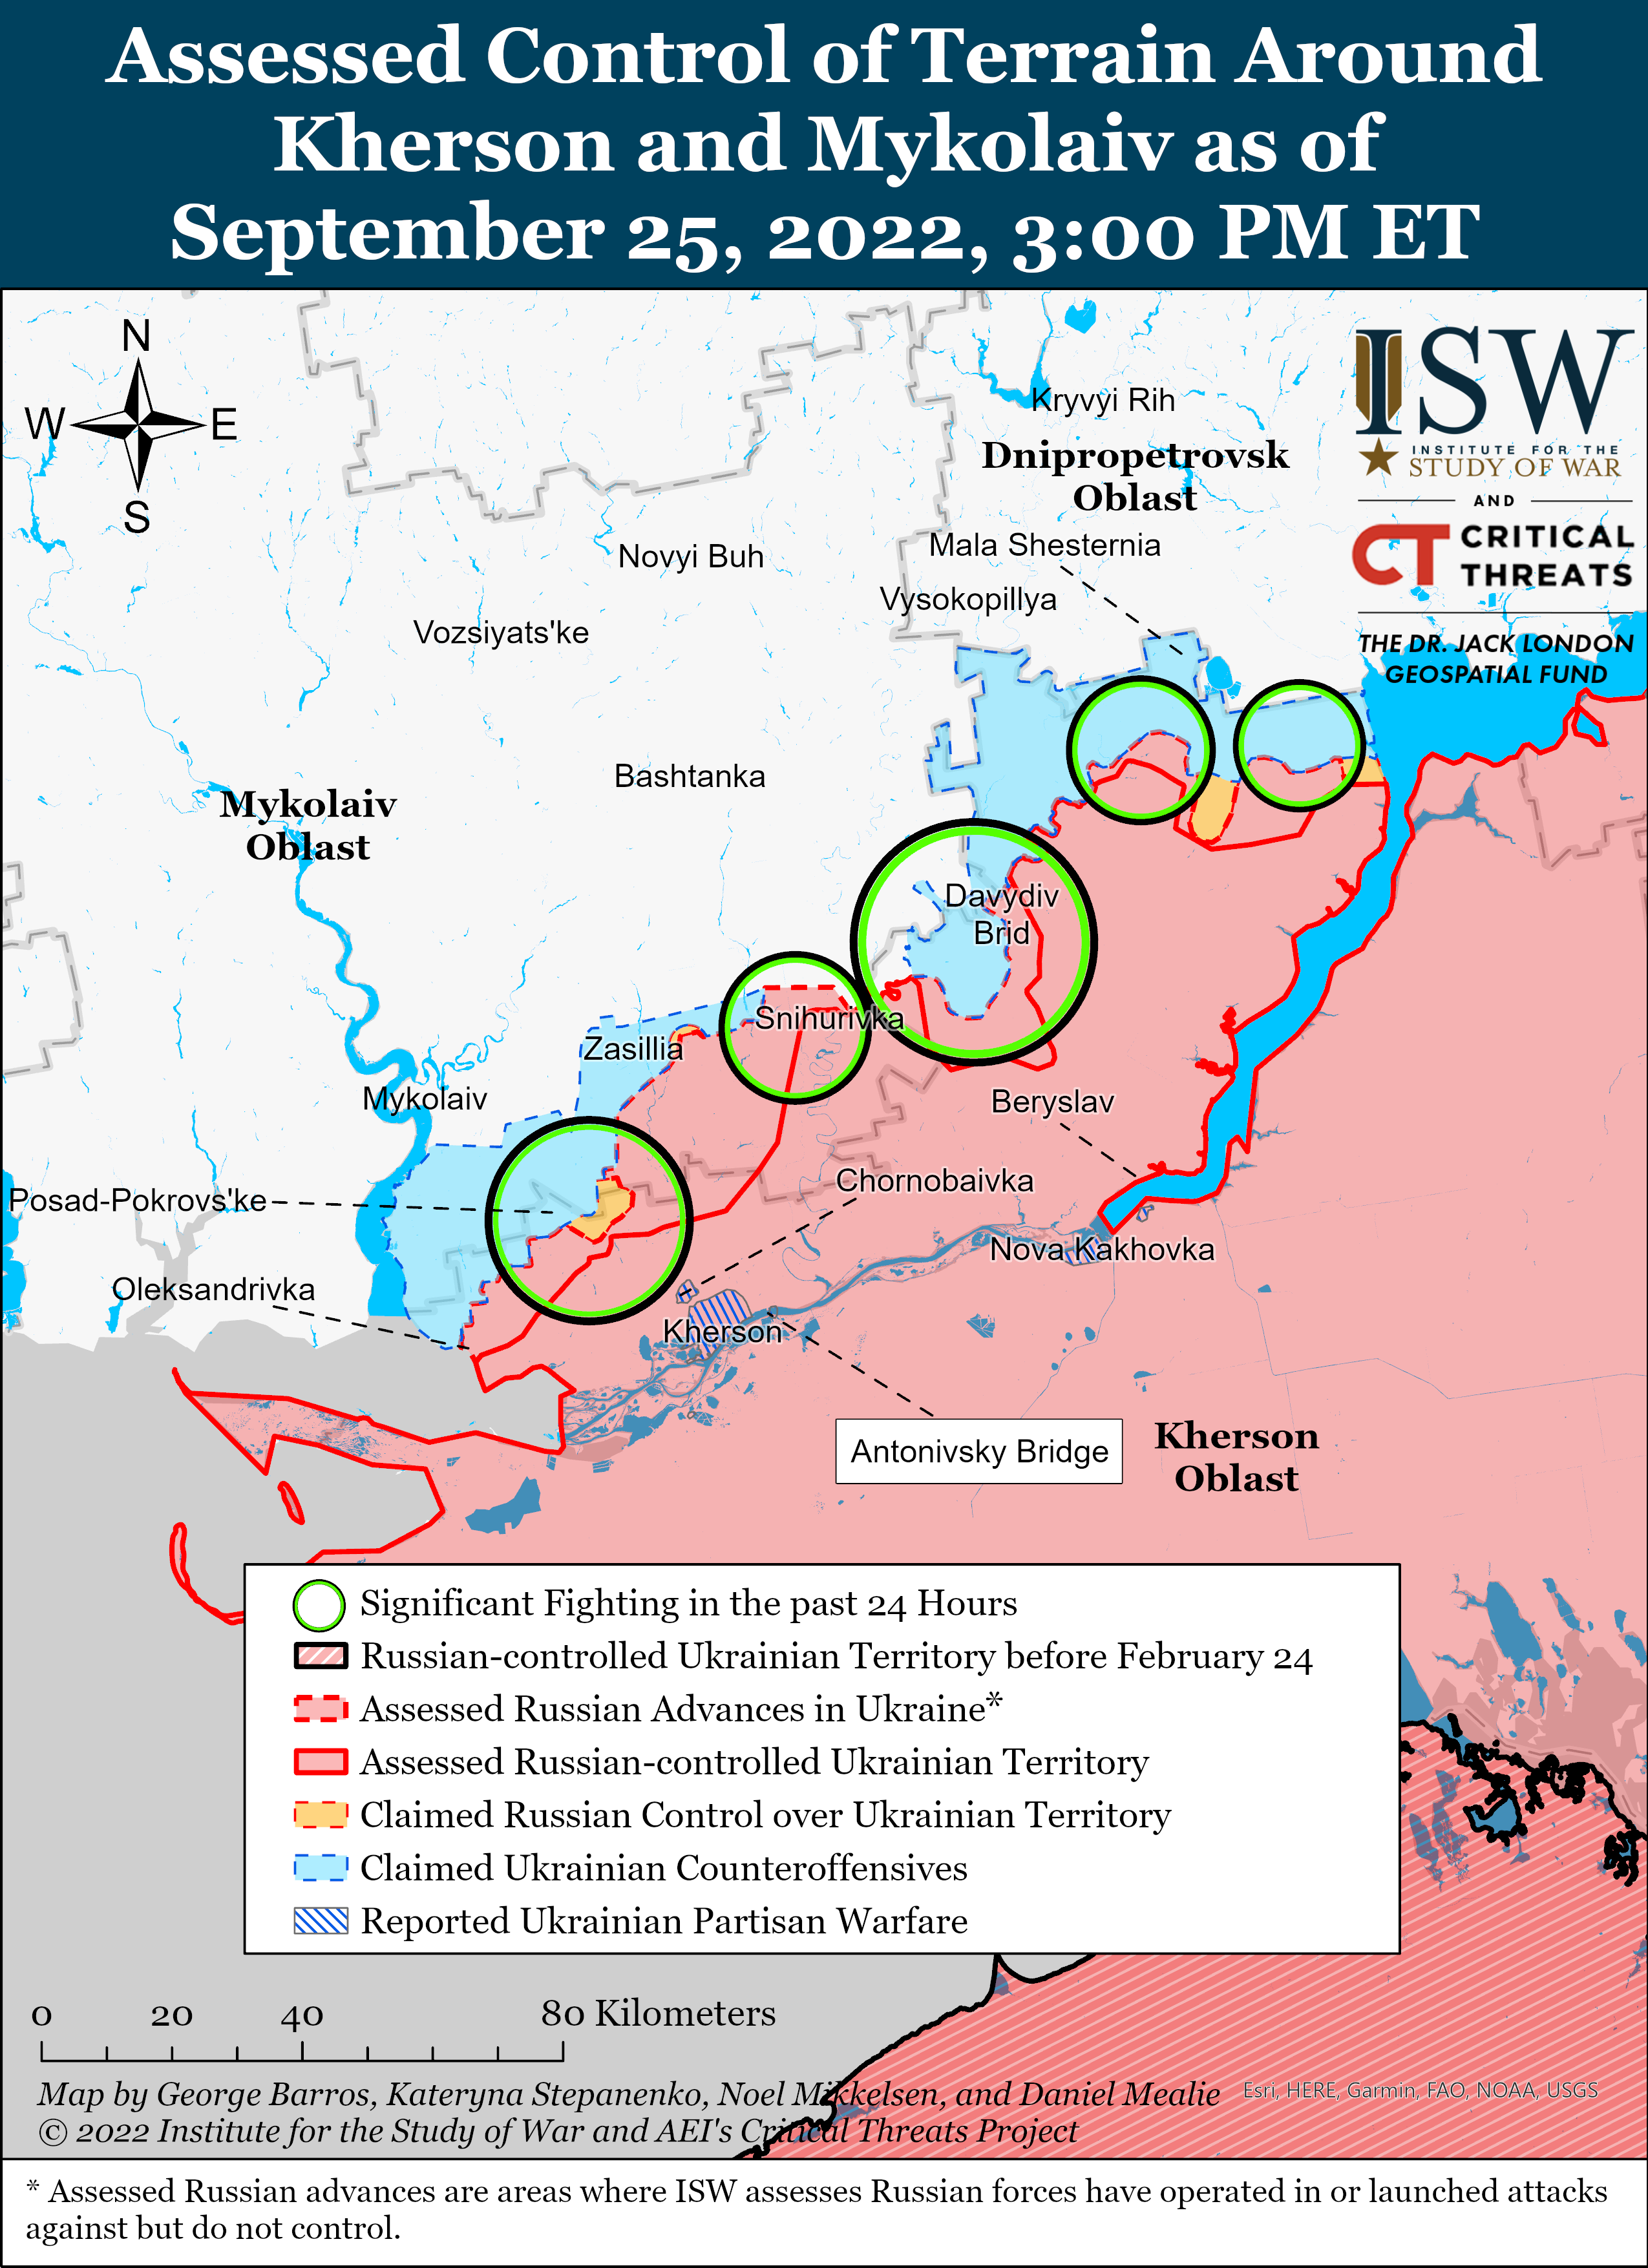 Assessed Control of Terrain Around
Kherson and Mykolaiv as of
September 25, 2022, 3:00 PM ET
N
W E
S
ISW
INSTITUTE FOR THE
STUDY OF WAR
AND
CT CRITICAL
THREATS
THE DR. JACK LONDON
GEOSPATIAL FUND
Kryvyi Rih
Dnipropetrovsk
Oblast
Mala Shesternia
Novyi Buh
Vysokopillya
Vozsiyats'ke
Bashtanka
Mykolaiv
Oblast
Davydiv
Brid
Snihurivka
Zasillia
Mykolaiv
Beryslav
Chornobaivka
Posad-Pokrovs'ke
Nova Kakhovka
Oleksandrivka
Kherson
Antonivsky Bridge
Kherson
Oblast
Significant Fighting in the past 24 Hours
Russian-controlled Ukrainian Territory before February 24
Assessed Russian Advances in Ukraine*
Assessed Russian-controlled Ukrainian Territory
Claimed Russian Control over Ukrainian Territory
Claimed Ukrainian Counteroffensives
Reported Ukrainian Partisan Warfare
0 20 40 80 Kilometers
Map by George Barros, Kateryna Stepanenko, Noel Mikkelsen, and Daniel Mealie
Esri, HERE, Garmin, FAO, NOAA, USGS
© 2022 Institute for the Study of War and AEI's Critical Threats Project
* Assessed Russian advances are areas where ISW assesses Russian forces have operated in or launched attacks
against but do not control.